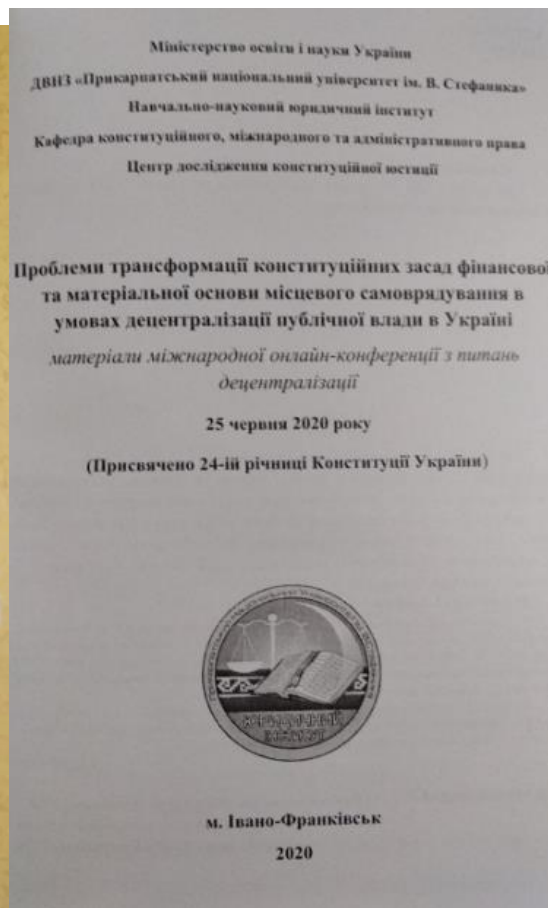 Міністерство освіти і науки України
ДВНЗ «Прикарпатський національний університет ім. В. Стефаника»
Навчально-науковий юридичний інститут
Кафедра конституційного, міжнародного та адміністративного права
Центр дослідження конституційної юстиції
Проблеми трансформації конституційних засад фінансової
та матеріальної основи місцевого самоврядування в
умовах децентралізації публічної влади в Україні
матеріали міжнародної онлайн-конференції з питань
децентралізації
25 червня 2020 року
(Присвячено 24-ій річниці Конституції України)
ЮРИДИЧНИЙ
м. Івано-Франківськ
2020